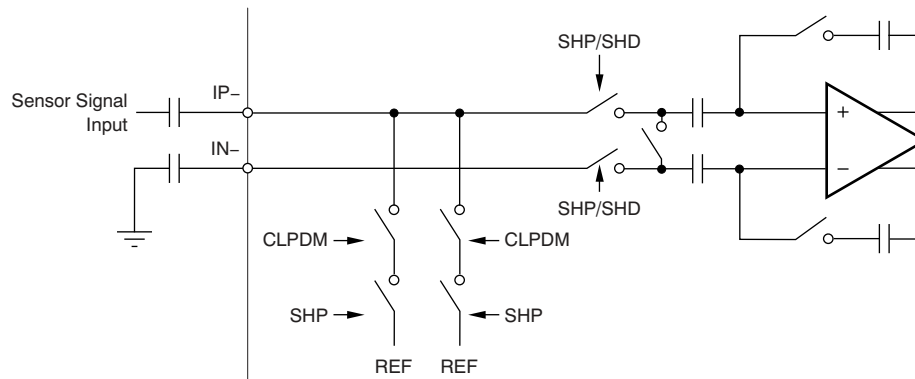 SHP/SHD
IP–
Sensor Signal
Input
+
IN–
–
SHP/SHD
CLPDM
CLPDM
SHP
SHP
REF
REF